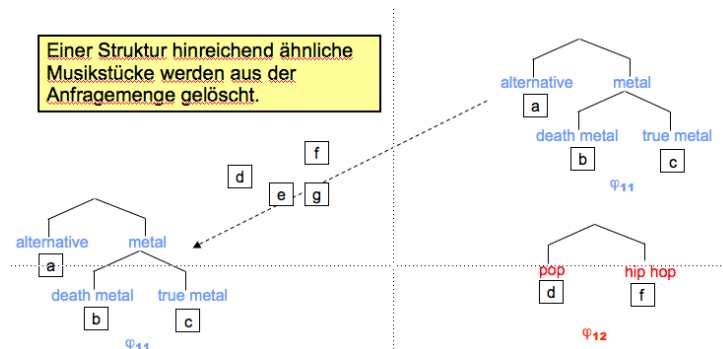 Einer Struktur hinreichend ähnliche
Musikstücke werden aus der
Anfragemenge gelöscht.
alternative metal
a
death metal true metal
b c
φ11
f
d
e g
alternative metal
a
death metal true metal
b c
φ11
pop hip hop
d f
φ12